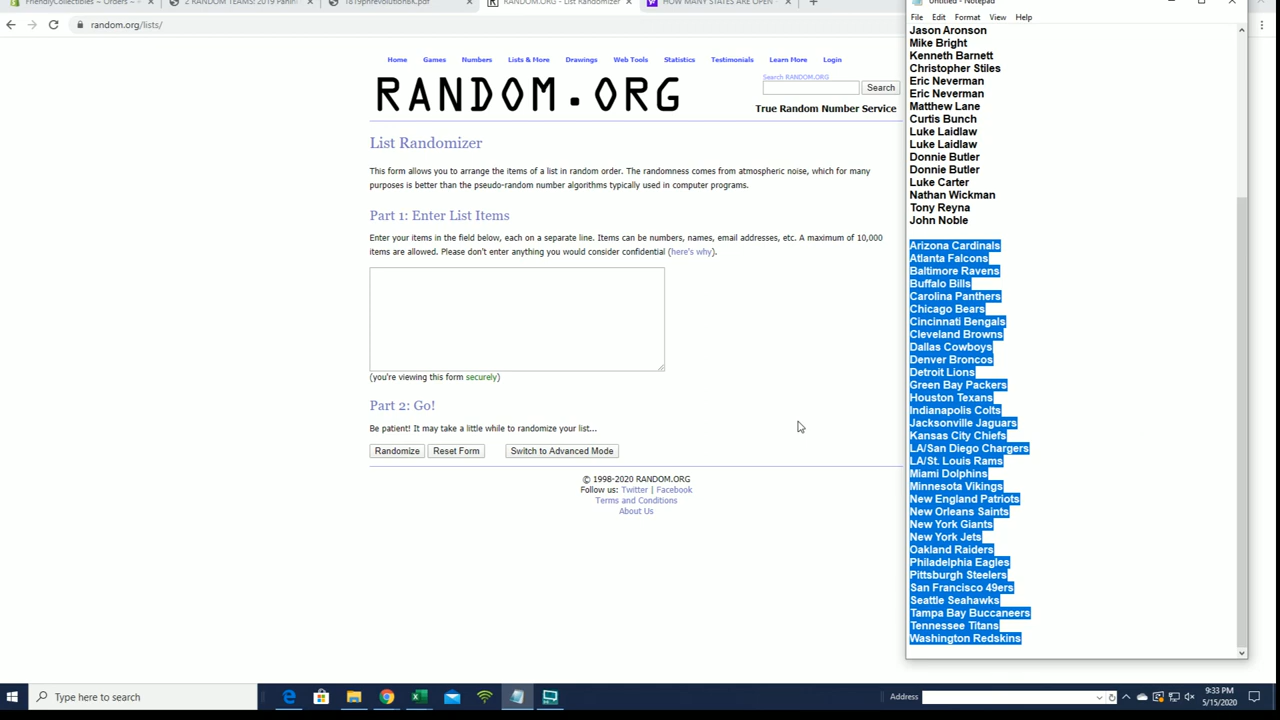 FriendlyCollectibles – Orders –
2 RANDOM TEAMS! 2019 Panini
1819phrevolution8k.pdf
RANDOM.ORG - List Randomizer
HOW MANY STATES ARE OPEN -
random.org/lists/
Home Games Numbers Lists & More Drawings Web Tools Statistics Testimonials Learn More Login
RANDOM.ORG
Search RANDOM.ORG
Search
True Random Number Service
List Randomizer
This form allows you to arrange the items of a list in random order. The randomness comes from atmospheric noise, which for many
purposes is better than the pseudo-random number algorithms typically used in computer programs.
Part 1: Enter List Items
Enter your items in the field below, each on a separate line. Items can be numbers, names, email addresses, etc. A maximum of 10,000
items are allowed. Please don't enter anything you would consider confidential (here's why).
(you're viewing this form securely)
Part 2: Go!
Be patient! It may take a little while to randomize your list...
Randomize Reset Form Switch to Advanced Mode
© 1998-2020 RANDOM.ORG
Follow us: Twitter | Facebook
Terms and Conditions
About Us
Untitled - Notepad
File Edit Format View Help
Jason Aronson
Mike Bright
Kenneth Barnett
Christopher Stiles
Eric Neverman
Eric Neverman
Matthew Lane
Curtis Bunch
Luke Laidlaw
Luke Laidlaw
Donnie Butler
Donnie Butler
Luke Carter
Nathan Wickman
Tony Reyna
John Noble
Arizona Cardinals
Atlanta Falcons
Baltimore Ravens
Buffalo Bills
Carolina Panthers
Chicago Bears
Cincinnati Bengals
Cleveland Browns
Dallas Cowboys
Denver Broncos
Detroit Lions
Green Bay Packers
Houston Texans
Indianapolis Colts
Jacksonville Jaguars
Kansas City Chiefs
LA/San Diego Chargers
LA/St. Louis Rams
Miami Dolphins
Minnesota Vikings
New England Patriots
New Orleans Saints
New York Giants
New York Jets
Oakland Raiders
Philadelphia Eagles
Pittsburgh Steelers
San Francisco 49ers
Seattle Seahawks
Tampa Bay Buccaneers
Tennessee Titans
Washington Redskins
Type here to search
Address
9:33 PM
5/15/2020